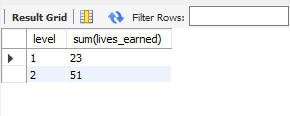 Result Grid Filter Rows:
level sum(lives_earned)
1 23
2 51